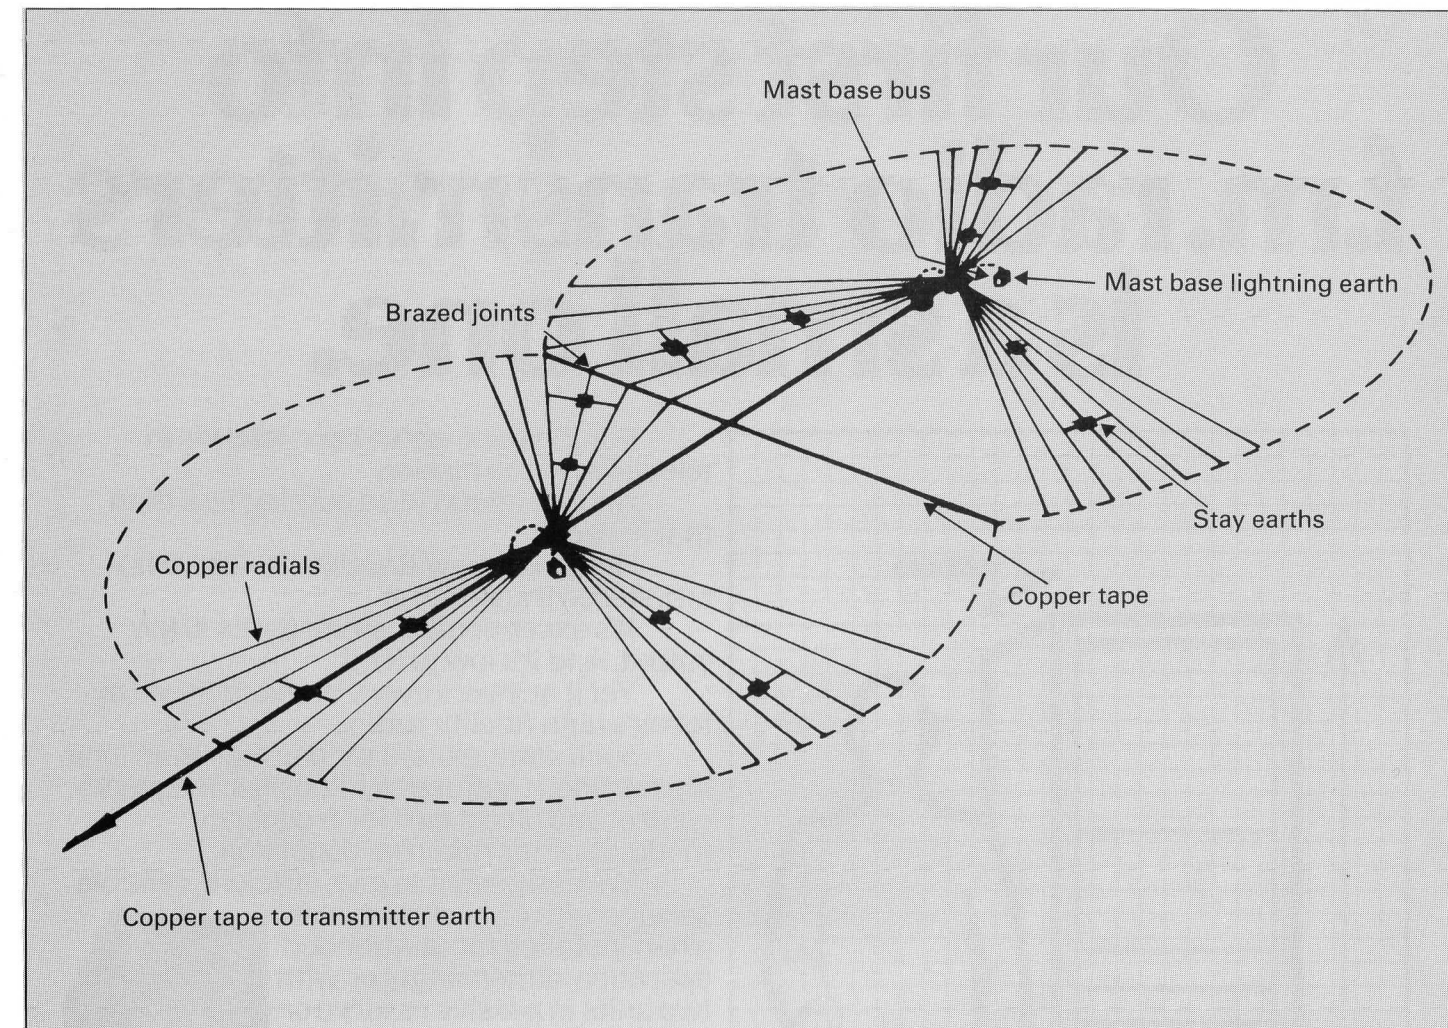 Mast base bus
Mast base lightning earth
Brazed joints
Stay earths
Copper radials
Copper tape
Copper tape to transmitter earth